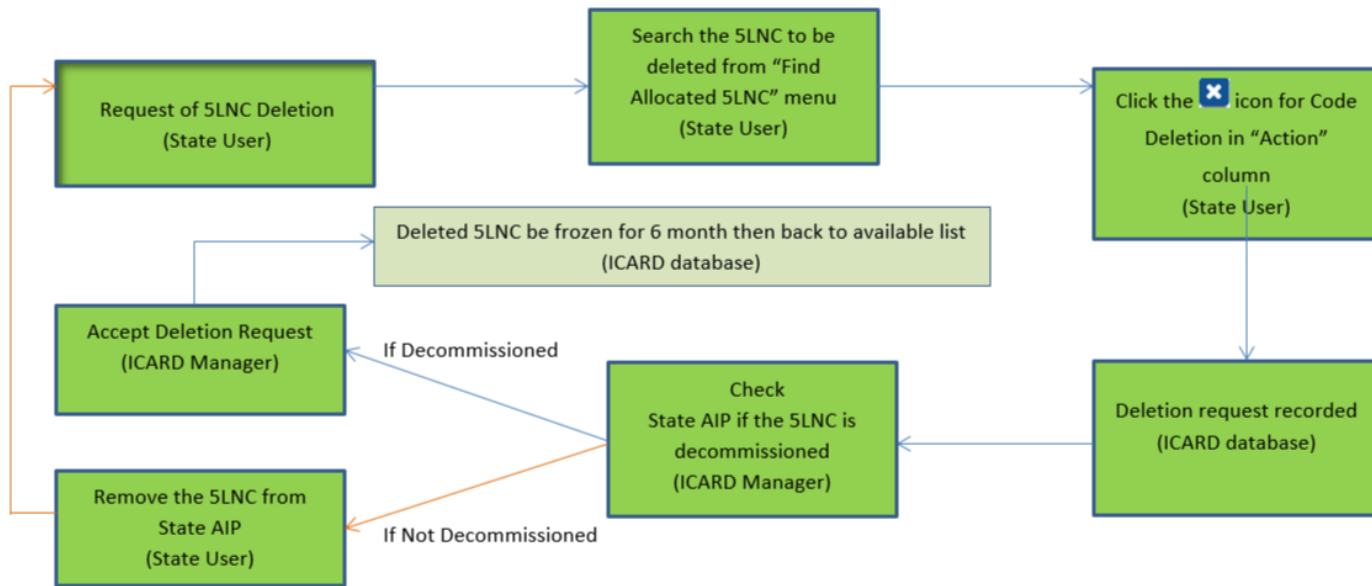 Request of 5LNC Deletion
(State User)
Search the 5LNC to be
deleted from “Find
Allocated 5LNC” menu
(State User)
Click the icon for Code
Deletion in “Action”
column
(State User)
Deletion request recorded
(ICARD database)
Check
State AIP if the 5LNC is
decommissioned
(ICARD Manager)
If Decommissioned
Accept Deletion Request
(ICARD Manager)
Deleted 5LNC be frozen for 6 month then back to available list
(ICARD database)
If Not Decommissioned
Remove the 5LNC from
State AIP
(State User)